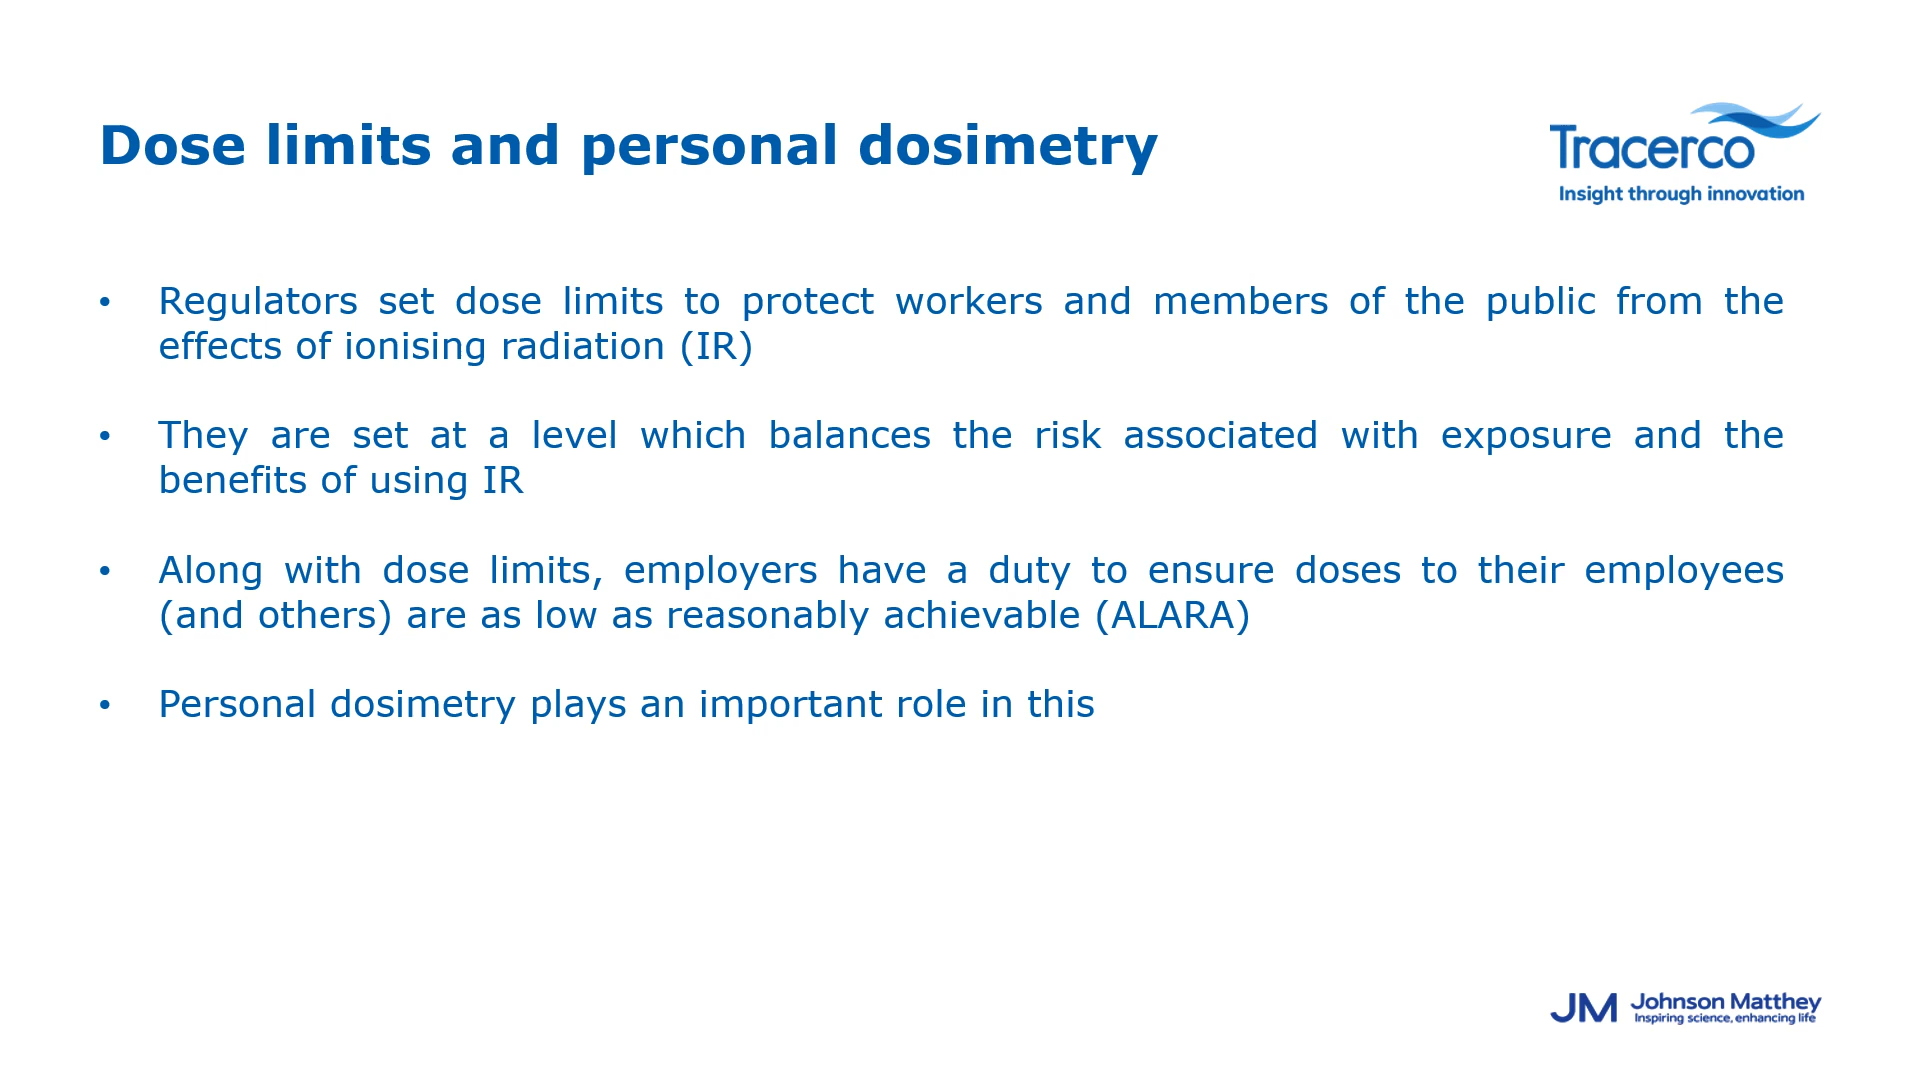 Dose limits and personal dosimetry
Tracerco
Insight through innovation
• Regulators set dose limits to protect workers and members of the public from the
effects of ionising radiation (IR)
• They are set at a level which balances the risk associated with exposure and the
benefits of using IR
• Along with dose limits, employers have a duty to ensure doses to their employees
(and others) are as low as reasonably achievable (ALARA)
• Personal dosimetry plays an important role in this
JM Johnson Matthey
Inspiring science, enhancing life